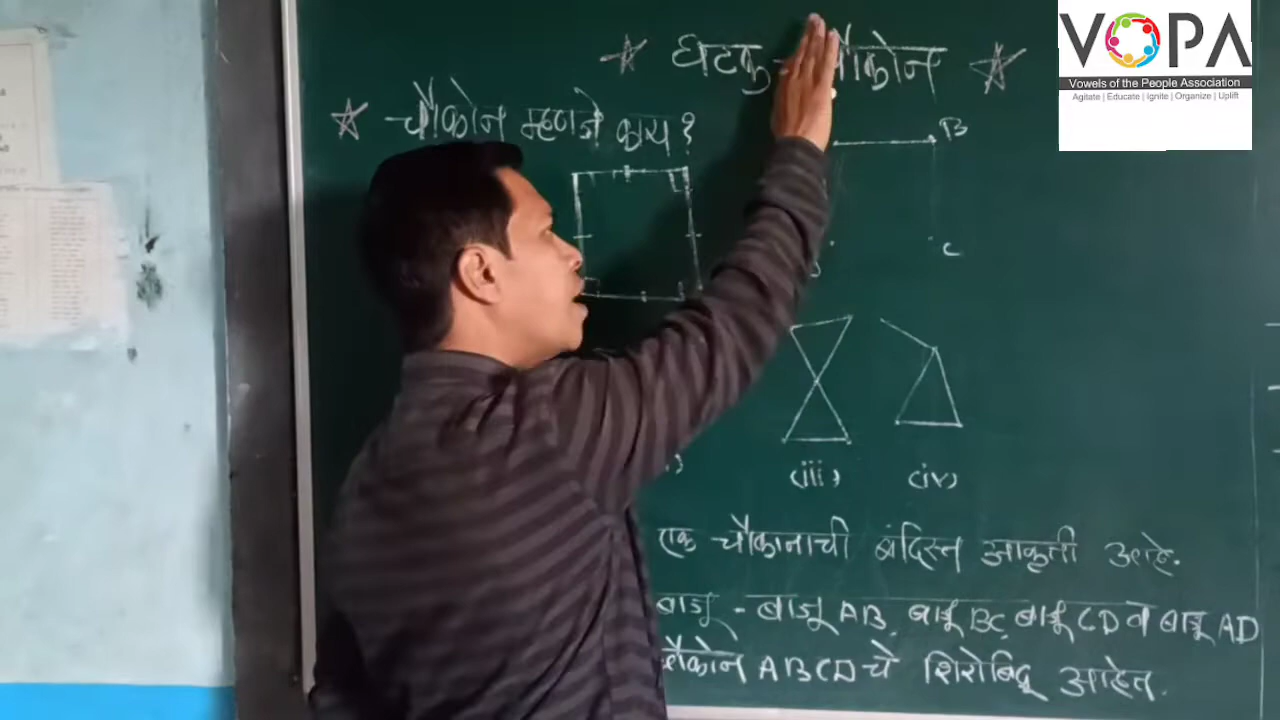 घटक - चौकोन
VOPA
Vowels of the People Association
Agitate | Educate | Ignite | Organize | Uplift
चौकोन म्हणजे काय ?
B
C
(iii) (iv)
एक चौकानाची बंदिस्त आकृती आहे.
बाजू - बाजू AB, बाजू BC, बाजू CD व बाजू AD
चौकोन ABCD चे शिरोबिंदू आहेत.